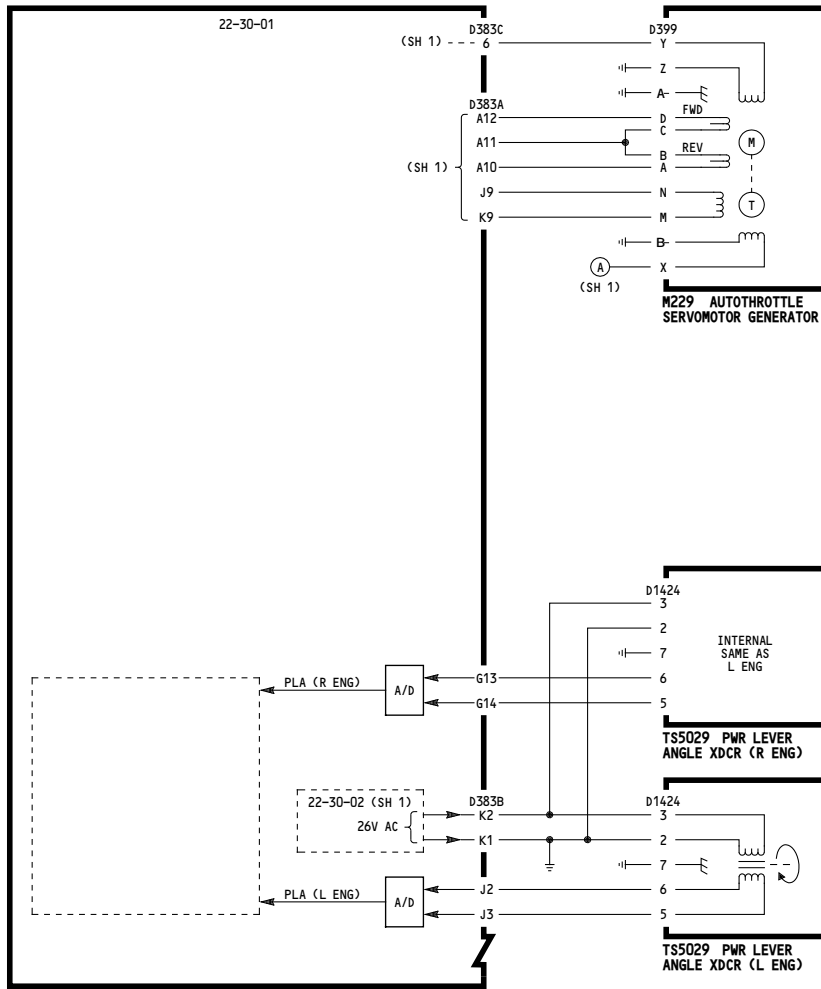 22-30-01
D383C
D399
(SH 1)
6
Y
Z
A
D383A
A12
D
FWD
C
A11
M
B
REV
(SH 1)
A10
A
J9
N
T
K9
M
B
A
X
(SH 1)
M229 AUTOTHROTTLE
SERVOMOTOR GENERATOR
D1424
3
2
INTERNAL
SAME AS
L ENG
7
PLA (R ENG)
A/D
G13
6
G14
5
TS5029 PWR LEVER
ANGLE XDCR (R ENG)
22-30-02 (SH 1)
26V AC
D383B
D1424
K2
3
K1
2
7
PLA (L ENG)
A/D
J2
6
J3
5
TS5029 PWR LEVER
ANGLE XDCR (L ENG)